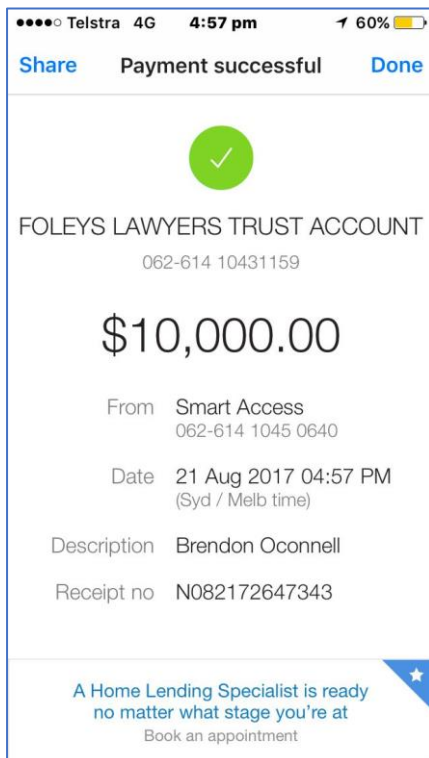 Telstra 4G 4:57 pm 60%
Share Payment successful Done
FOLEYS LAWYERS TRUST ACCOUNT
062-614 10431159
$10,000.00
From Smart Access
062-614 1045 0640
Date 21 Aug 2017 04:57 PM
(Syd / Melb time)
Description Brendon Oconnell
Receipt no N082172647343
A Home Lending Specialist is ready
no matter what stage you're at
Book an appointment